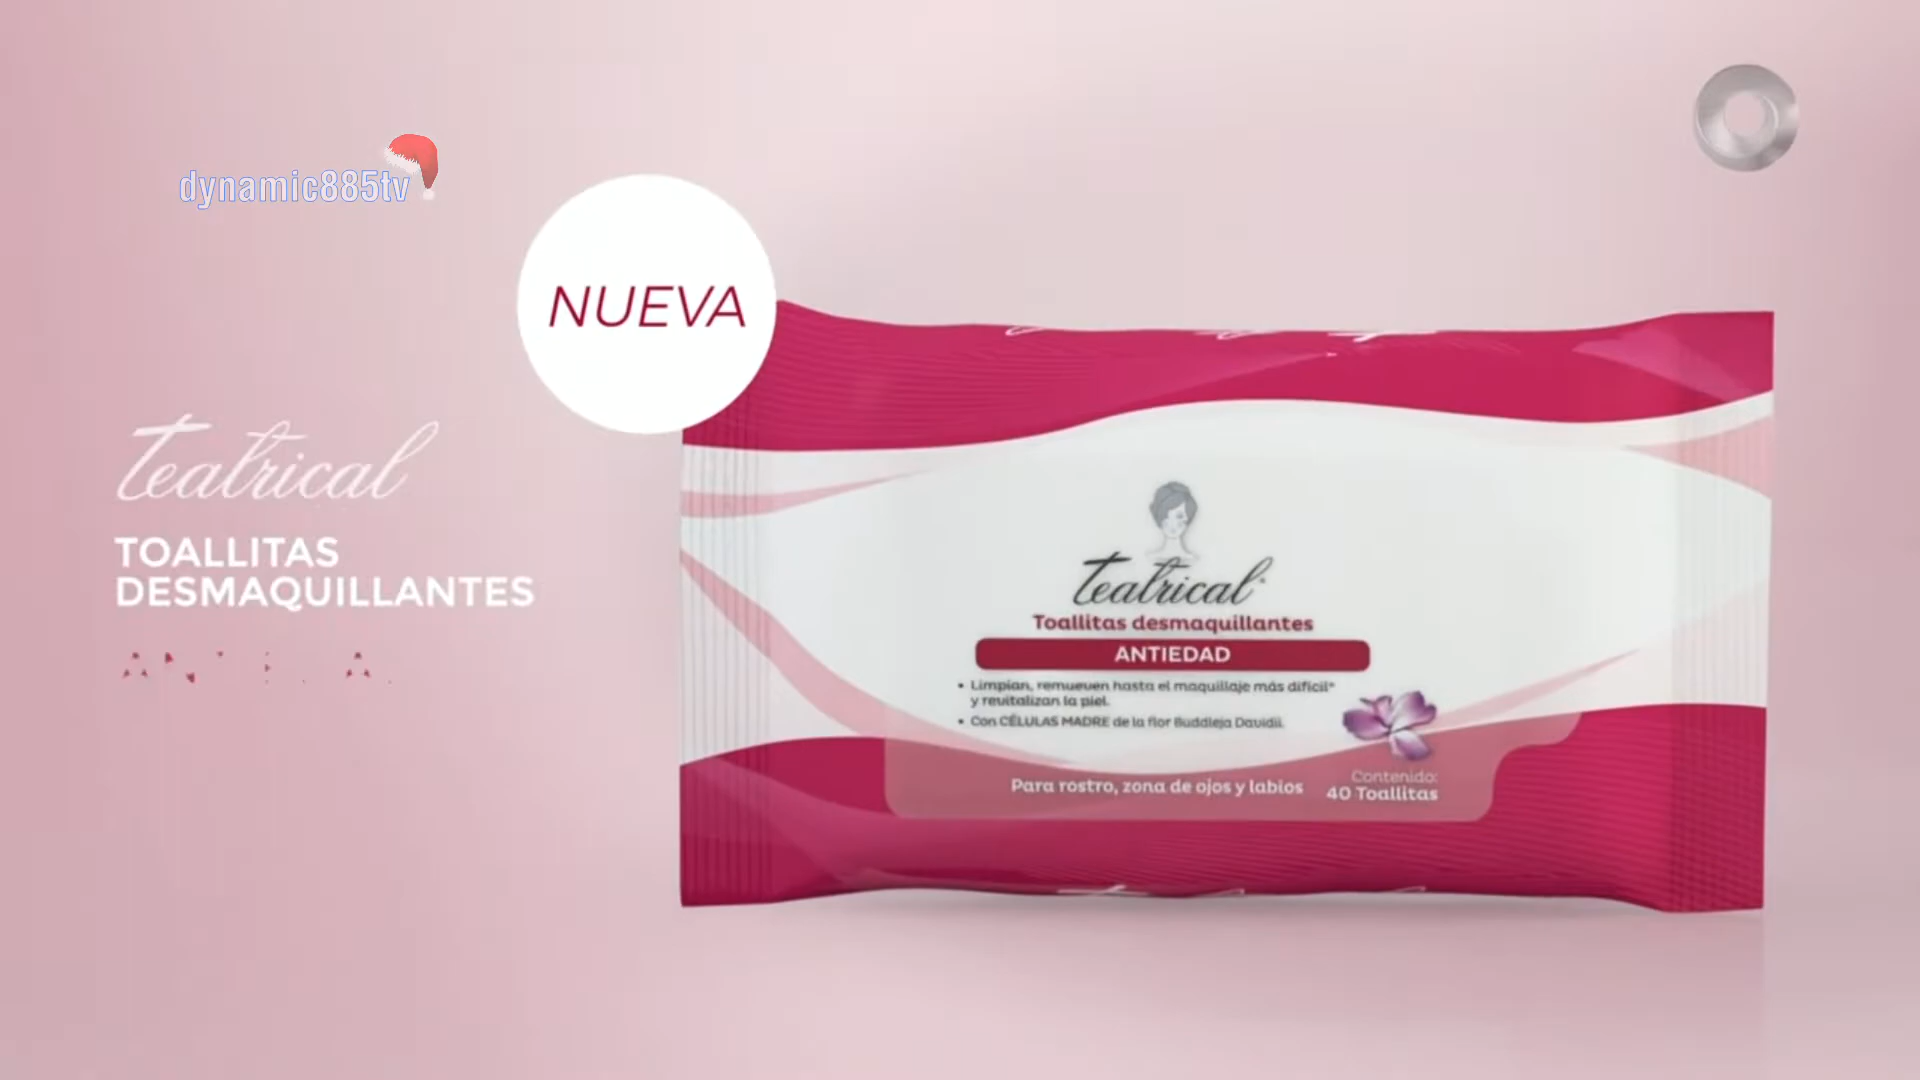 dynamic885tv
NUEVA
Teatrical
TOALLITAS
DESMAQUILLANTES
Teatrical
Toallitas desmaquillantes
ANTIEDAD
• Limpian, remueven hasta el maquillaje más difícil*
y revitalizan la piel.
• Con CÉLULAS MADRE de la flor Buddleja Davidii.
Para rostro, zona de ojos y labios
Contenido:
40 Toallitas